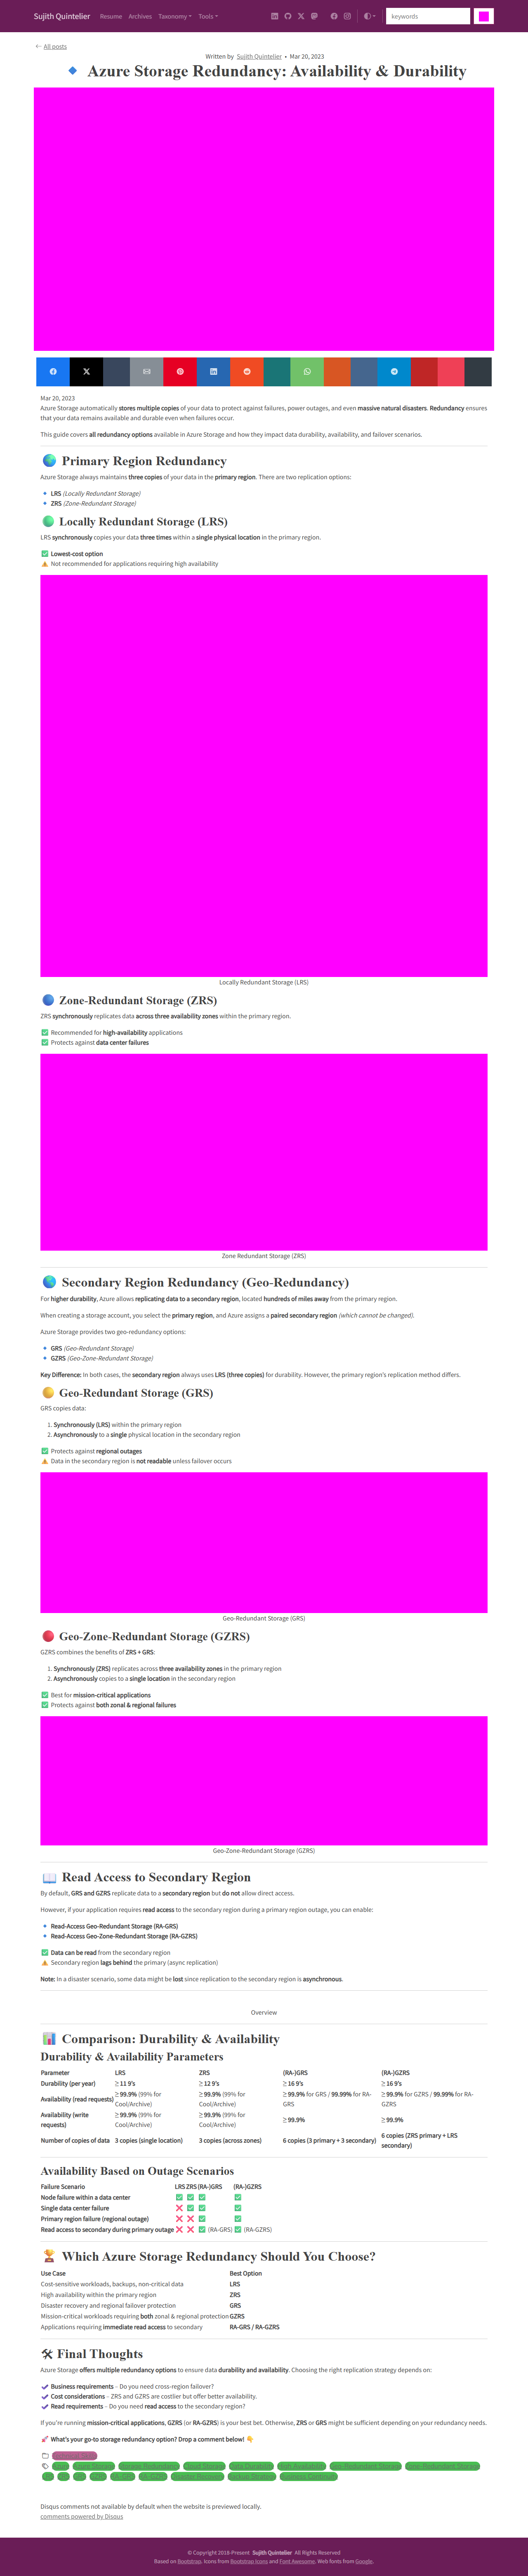 Sujith Quintelier Resume Archives Taxonomy Tools keywords
All posts
Written by Sujith Quintelier • Mar 20, 2023
Azure Storage Redundancy: Availability & Durability
Mar 20, 2023
Azure Storage automatically stores multiple copies of your data to protect against failures, power outages, and even massive natural disasters. Redundancy ensures
that your data remains available and durable even when failures occur.
This guide covers all redundancy options available in Azure Storage and how they impact data durability, availability, and failover scenarios.
Primary Region Redundancy
Azure Storage always maintains three copies of your data in the primary region. There are two replication options:
LRS (Locally Redundant Storage)
ZRS (Zone-Redundant Storage)
Locally Redundant Storage (LRS)
LRS synchronously copies your data three times within a single physical location in the primary region.
✅ Lowest-cost option
⚠️ Not recommended for applications requiring high availability
Locally Redundant Storage (LRS)
Zone-Redundant Storage (ZRS)
ZRS synchronously replicates data across three availability zones within the primary region.
✅ Recommended for high-availability applications
✅ Protects against data center failures
Zone Redundant Storage (ZRS)
Secondary Region Redundancy (Geo-Redundancy)
For higher durability, Azure allows replicating data to a secondary region, located hundreds of miles away from the primary region.
When creating a storage account, you select the primary region, and Azure assigns a paired secondary region (which cannot be changed).
Azure Storage provides two geo-redundancy options:
GRS (Geo-Redundant Storage)
GZRS (Geo-Zone-Redundant Storage)
Key Difference: In both cases, the secondary region always uses LRS (three copies) for durability. However, the primary region's replication method differs.
Geo-Redundant Storage (GRS)
GRS copies data:
1. Synchronously (LRS) within the primary region
2. Asynchronously to a single physical location in the secondary region
✅ Protects against regional outages
⚠️ Data in the secondary region is not readable unless failover occurs
Geo-Redundant Storage (GRS)
Geo-Zone-Redundant Storage (GZRS)
GZRS combines the benefits of ZRS + GRS:
1. Synchronously (ZRS) replicates across three availability zones in the primary region
2. Asynchronously copies to a single location in the secondary region
✅ Best for mission-critical applications
✅ Protects against both zonal & regional failures
Geo-Zone-Redundant Storage (GZRS)
Read Access to Secondary Region
By default, GRS and GZRS replicate data to a secondary region but do not allow direct access.
However, if your application requires read access to the secondary region during a primary region outage, you can enable:
Read-Access Geo-Redundant Storage (RA-GRS)
Read-Access Geo-Zone-Redundant Storage (RA-GZRS)
✅ Data can be read from the secondary region
⚠️ Secondary region lags behind the primary (async replication)
Note: In a disaster scenario, some data might be lost since replication to the secondary region is asynchronous.
Overview
Comparison: Durability & Availability
Durability & Availability Parameters
Parameter LRS ZRS (RA-)GRS (RA-)GZRS
Durability (per year) ≥ 11 9's ≥ 12 9's ≥ 16 9's ≥ 16 9's
Availability (read requests) ≥ 99.9% (99% for Cool/Archive) ≥ 99.9% (99% for Cool/Archive) ≥ 99.9% for GRS / 99.99% for RA-GRS ≥ 99.9% for GZRS / 99.99% for RA-GZRS
Availability (write requests) ≥ 99.9% (99% for Cool/Archive) ≥ 99.9% (99% for Cool/Archive) ≥ 99.9% ≥ 99.9%
Number of copies of data 3 copies (single location) 3 copies (across zones) 6 copies (3 primary + 3 secondary) 6 copies (ZRS primary + LRS secondary)
Availability Based on Outage Scenarios
Failure Scenario LRS ZRS (RA-)GRS (RA-)GZRS
Node failure within a data center ✅ ✅ ✅ ✅
Single data center failure ❌ ✅ ✅ ✅
Primary region failure (regional outage) ❌ ❌ ✅ ✅
Read access to secondary during primary outage ❌ ❌ ✅ (RA-GRS) ✅ (RA-GZRS)
Which Azure Storage Redundancy Should You Choose?
Use Case Best Option
Cost-sensitive workloads, backups, non-critical data LRS
High availability within the primary region ZRS
Disaster recovery and regional failover protection GRS
Mission-critical workloads requiring both zonal & regional protection GZRS
Applications requiring immediate read access to secondary RA-GRS / RA-GZRS
Final Thoughts
Azure Storage offers multiple redundancy options to ensure data durability and availability. Choosing the right replication strategy depends on:
✔️ Business requirements – Do you need cross-region failover?
✔️ Cost considerations – ZRS and GZRS are costlier but offer better availability.
✔️ Read requirements – Do you need read access to the secondary region?
If you're running mission-critical applications, GZRS (or RA-GZRS) is your best bet. Otherwise, ZRS or GRS might be sufficient depending on your redundancy needs.
What's your go-to storage redundancy option? Drop a comment below!
Disqus comments not available by default when the website is previewed locally.
comments powered by Disqus
© Copyright 2018-Present Sujith Quintelier All Rights Reserved
Based on Bootstrap. Icons from Bootstrap Icons and Font Awesome. Web fonts from Google.